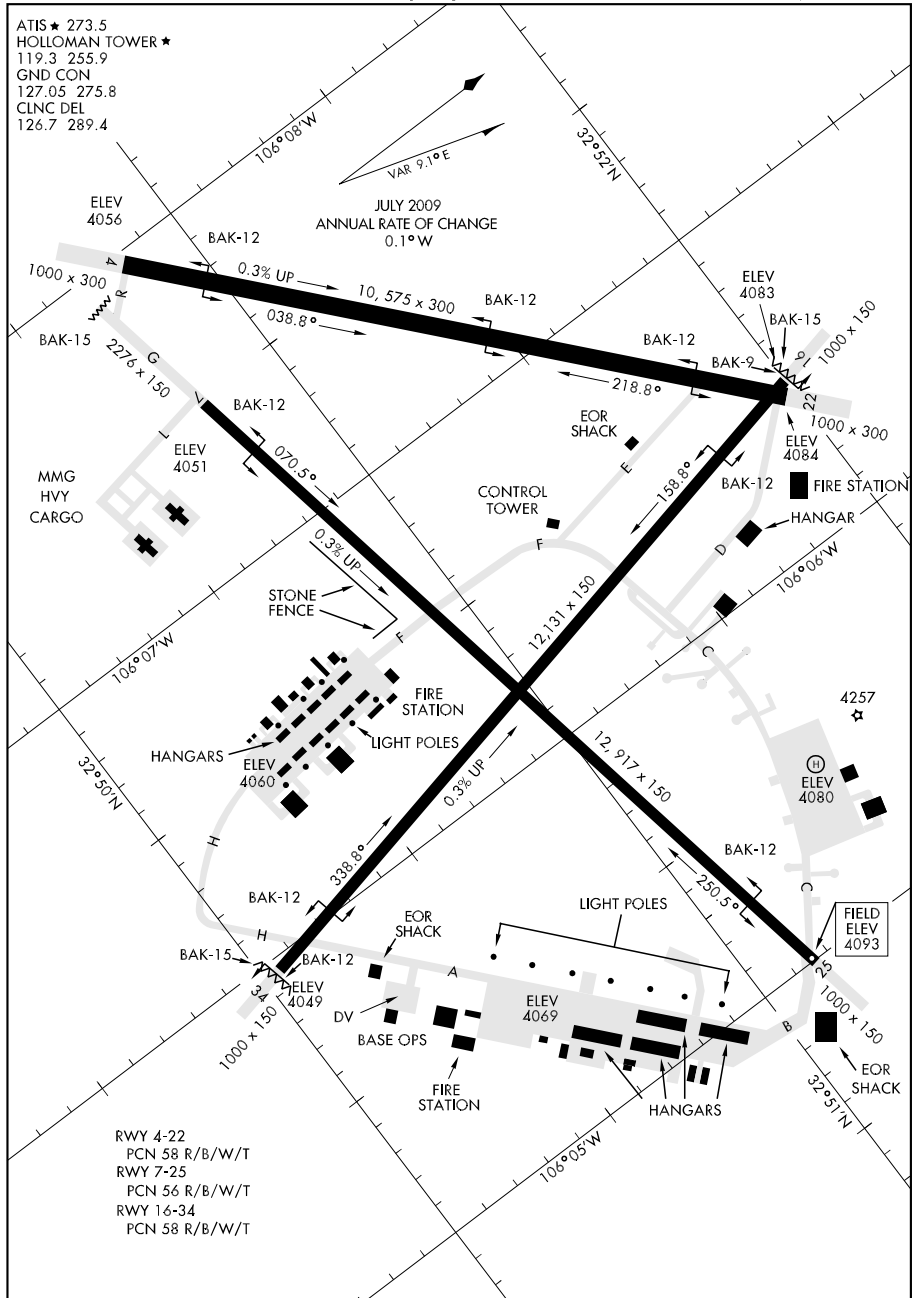 ATIS ★ 273.5
HOLLOMAN TOWER ★
119.3 255.9
GND CON
127.05 275.8
CLNC DEL
126.7 289.4
106°08'W
VAR 9.1° E
32°52'N
JULY 2009
ANNUAL RATE OF CHANGE
0.1° W
ELEV
4056
BAK-12
4
1000 x 300
R
0.3% UP
10, 575 x 300
038.8°
BAK-12
BAK-12
218.8°
ELEV
4083
BAK-15
BAK-9
16
1000 x 150
22
1000 x 300
ELEV
4084
BAK-15
G
2276 x 150
7
BAK-12
L
ELEV
4051
070.5°
0.3% UP
MMG
HVY
CARGO
EOR
SHACK
E
158.8°
BAK-12
FIRE STATION
HANGAR
CONTROL
TOWER
F
D
106°06'W
STONE
FENCE
F
12,131 x 150
C
106°07'W
FIRE
STATION
LIGHT POLES
HANGARS
ELEV
4060
4257
H
ELEV
4080
32°50'N
0.3% UP
12, 917 x 150
H
338.8°
BAK-12
250.5°
C
BAK-12
LIGHT POLES
FIELD
ELEV
4093
25
1000 x 150
H
EOR
SHACK
BAK-15
BAK-12
34
ELEV
4049
1000 x 150
A
DV
BASE OPS
ELEV
4069
B
FIRE
STATION
HANGARS
EOR
SHACK
32°51'N
106°05'W
RWY 4-22
PCN 58 R/B/W/T
RWY 7-25
PCN 56 R/B/W/T
RWY 16-34
PCN 58 R/B/W/T